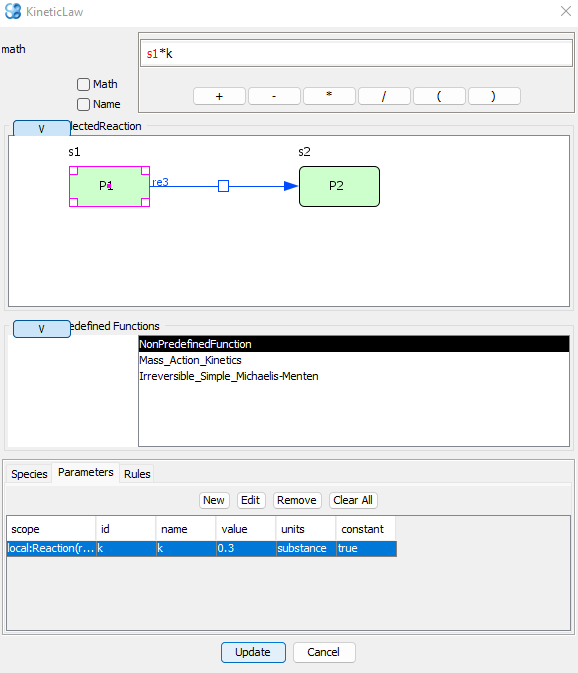 KineticLaw
math
s1*k
Math
Name
+ - * / ( )
V lectedReaction
s1 s2
P1 re3 P2
V edefined Functions
NonPredefinedFunction
Mass_Action_Kinetics
Irreversible_Simple_Michaelis-Menten
Species Parameters Rules
New Edit Remove Clear All
scope id name value units constant
local:Reaction(r... k k 0.3 substance true
Update Cancel